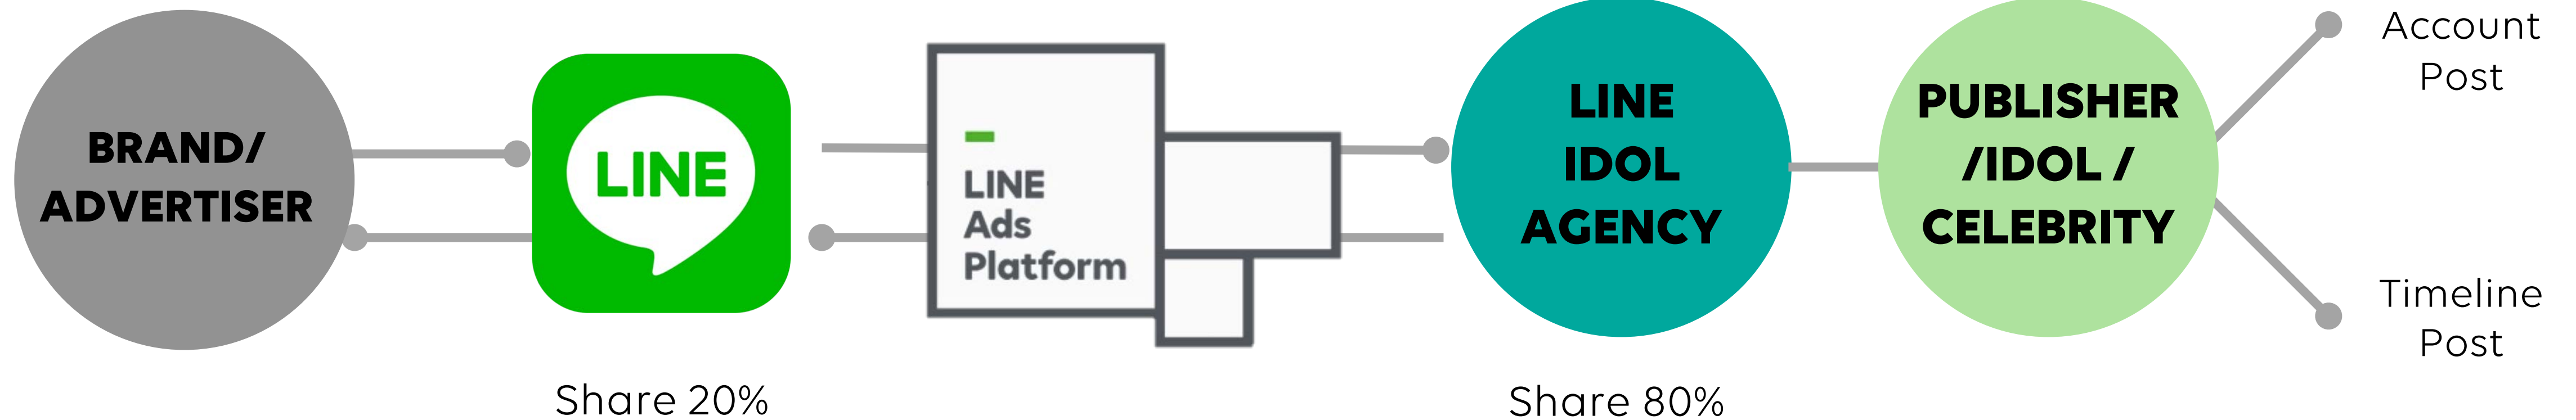 BRAND/
ADVERTISER
LINE
LINE
Ads
Platform
LINE
IDOL
AGENCY
PUBLISHER
/IDOL /
CELEBRITY
Account
Post
Timeline
Post
Share 20%
Share 80%